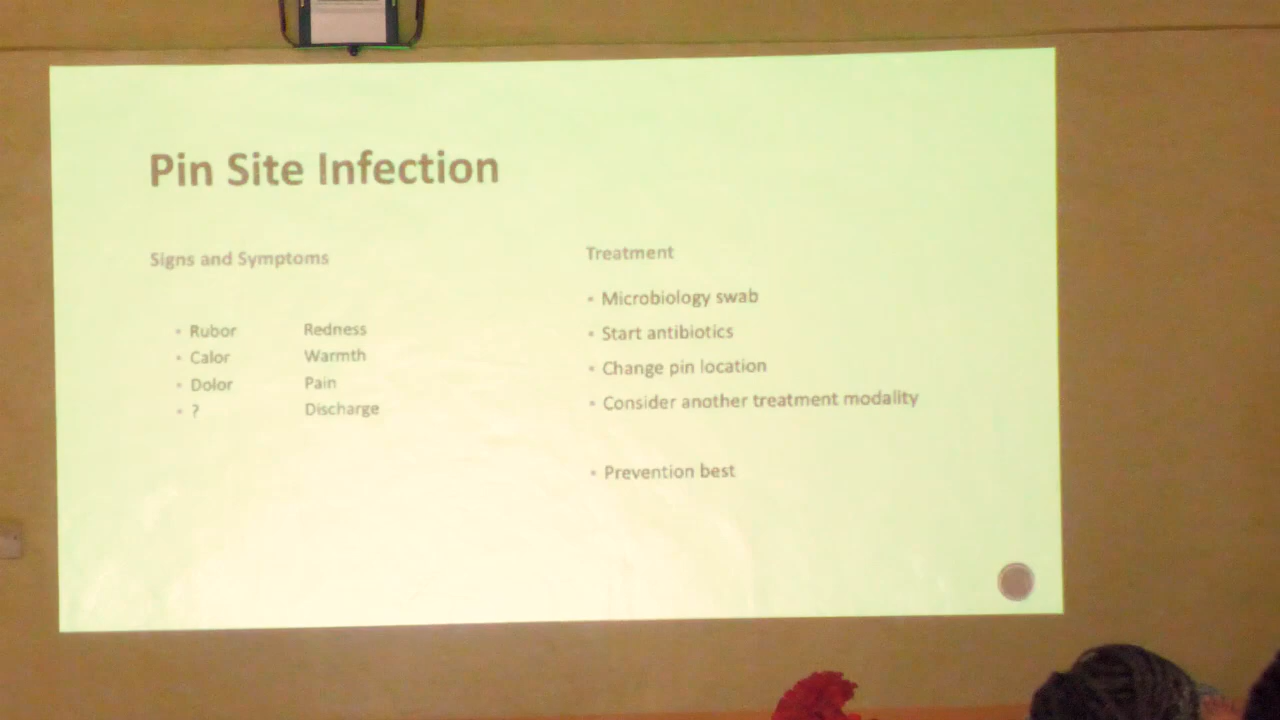 Pin Site Infection
Signs and Symptoms
▪ Rubor Redness
▪ Calor Warmth
▪ Dolor Pain
▪ ? Discharge
Treatment
▪ Microbiology swab
▪ Start antibiotics
▪ Change pin location
▪ Consider another treatment modality
▪ Prevention best